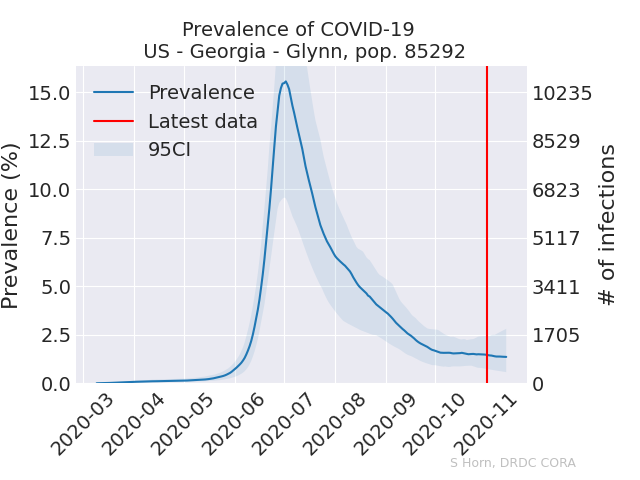 Prevalence of COVID-19
US - Georgia - Glynn, pop. 85292
Prevalence
Latest data
95CI
Prevalence (%)
15.0
12.5
10.0
7.5
5.0
2.5
0.0
10235
8529
6823
5117
3411
1705
0
# of infections
2020-03
2020-04
2020-05
2020-06
2020-07
2020-08
2020-09
2020-10
2020-11
S Horn, DRDC CORA